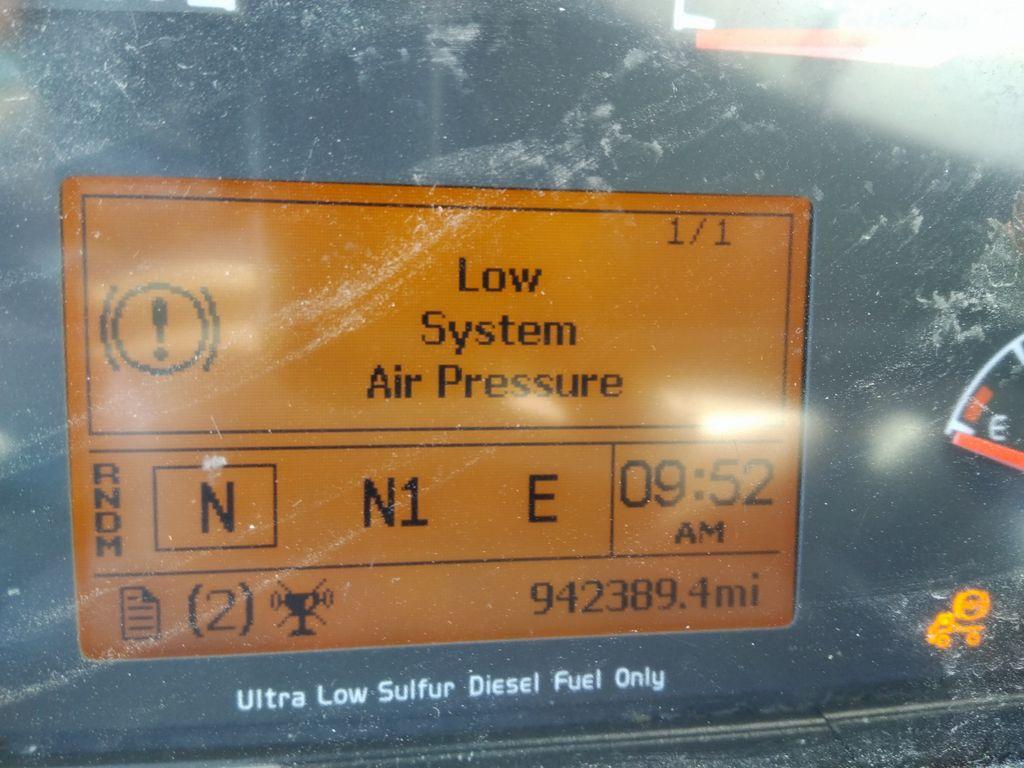 1/1
Low
System
Air Pressure
RNDM
N N1 E
09:52
AM
(2)
942389.4mi
E
Ultra Low Sulfur Diesel Fuel Only